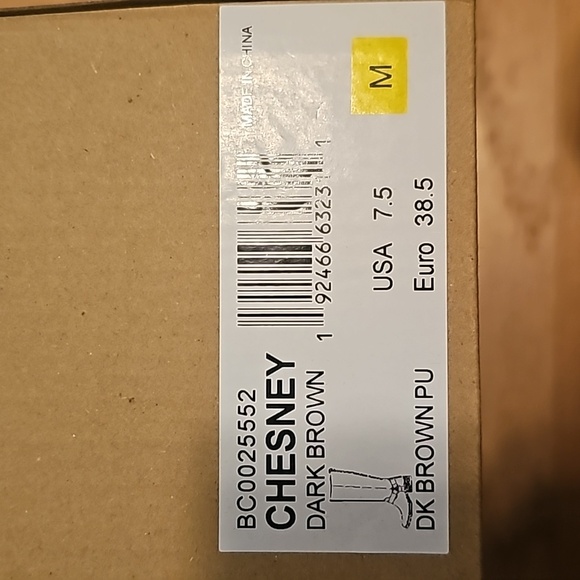 BC0025552
CHESNEY
DARK BROWN
DK BROWN PU
1 92466 63231 1
MADE IN CHINA
M
USA 7.5
Euro 38.5